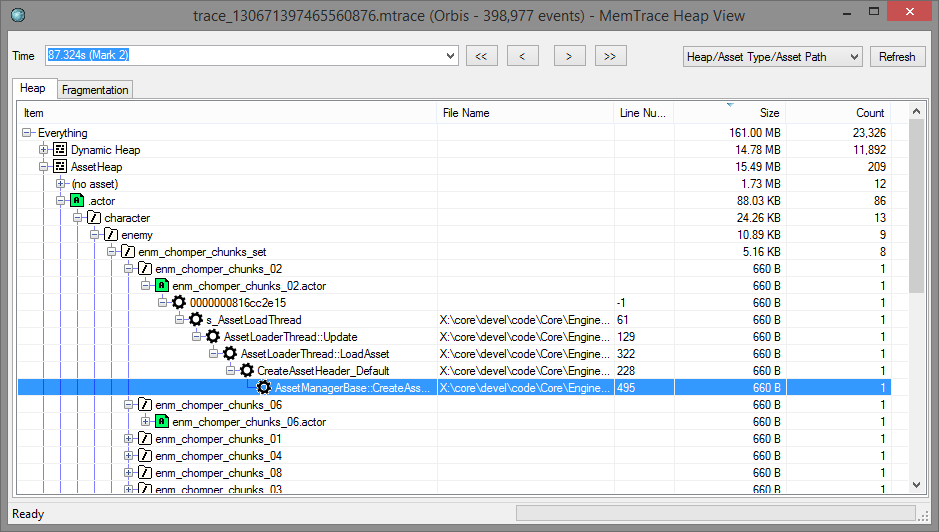 trace_130671397465560876.mtrace (Orbis - 398,977 events) - MemTrace Heap View
Time 87.324s (Mark 2) << < > >> Heap/Asset Type/Asset Path Refresh
Heap Fragmentation
Item File Name Line Nu... Size Count
Everything 161.00 MB 23,326
Dynamic Heap 14.78 MB 11,892
AssetHeap 15.49 MB 209
(no asset) 1.73 MB 12
.actor 88.03 KB 86
character 24.26 KB 13
enemy 10.89 KB 9
enm_chomper_chunks_set 5.16 KB 8
enm_chomper_chunks_02 660 B 1
enm_chomper_chunks_02.actor 660 B 1
0000000816cc2e15 -1 660 B 1
s_AssetLoadThread X:\core\devel\code\Core\Engine... 61 660 B 1
AssetLoaderThread::Update X:\core\devel\code\Core\Engine... 129 660 B 1
AssetLoaderThread::LoadAsset X:\core\devel\code\Core\Engine... 322 660 B 1
CreateAssetHeader_Default X:\core\devel\code\Core\Engine... 228 660 B 1
AssetManagerBase::CreateAss... X:\core\devel\code\Core\Engine... 495 660 B 1
enm_chomper_chunks_06 660 B 1
enm_chomper_chunks_06.actor 660 B 1
enm_chomper_chunks_01 660 B 1
enm_chomper_chunks_04 660 B 1
enm_chomper_chunks_08 660 B 1
enm_chomper_chunks_03 660 B 1
Ready